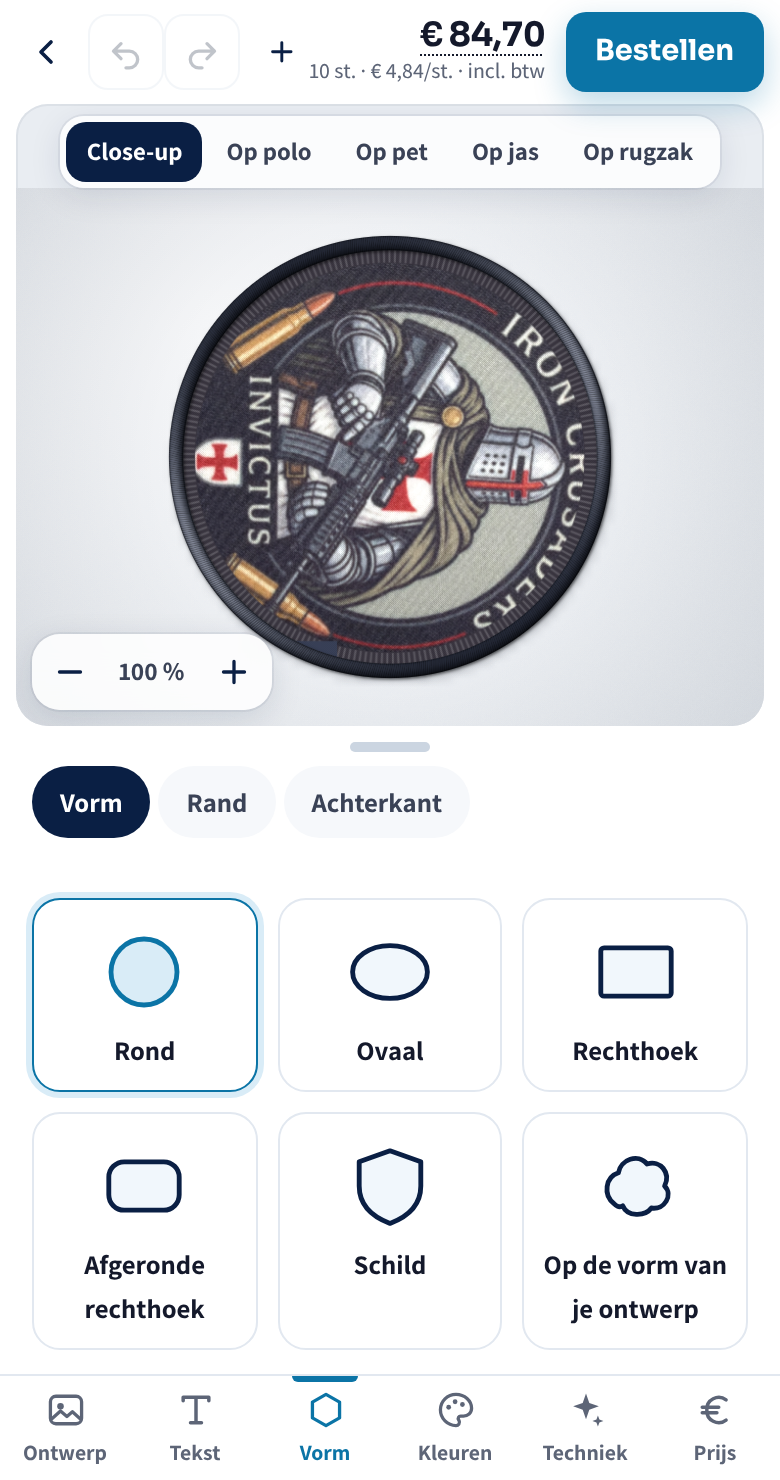 € 84,70
10 st. · € 4,84/st. · incl. btw
Bestellen
Close-up
Op polo
Op pet
Op jas
Op rugzak
IRON CRUSADERS
INVICTUS
100 %
Vorm
Rand
Achterkant
Rond
Ovaal
Rechthoek
Afgeronde
rechthoek
Schild
Op de vorm van
je ontwerp
Ontwerp
Tekst
Vorm
Kleuren
Techniek
Prijs